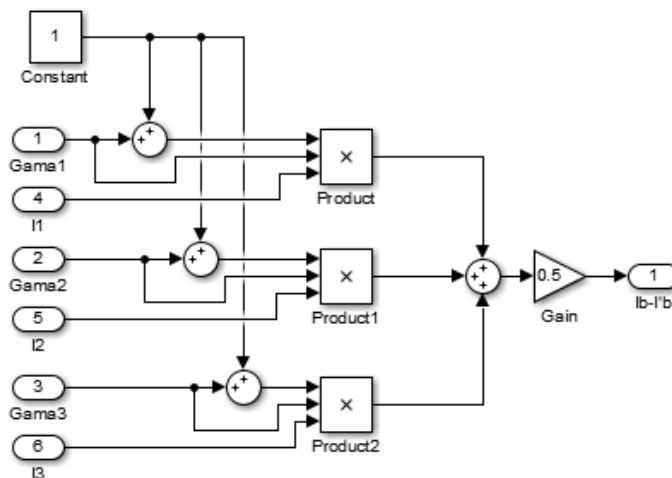 1
Constant
1
Gama1
4
I1
×
Product
2
Gama2
5
I2
×
Product1
3
Gama3
6
I3
×
Product2
0.5
Gain
1
Ib-I'b